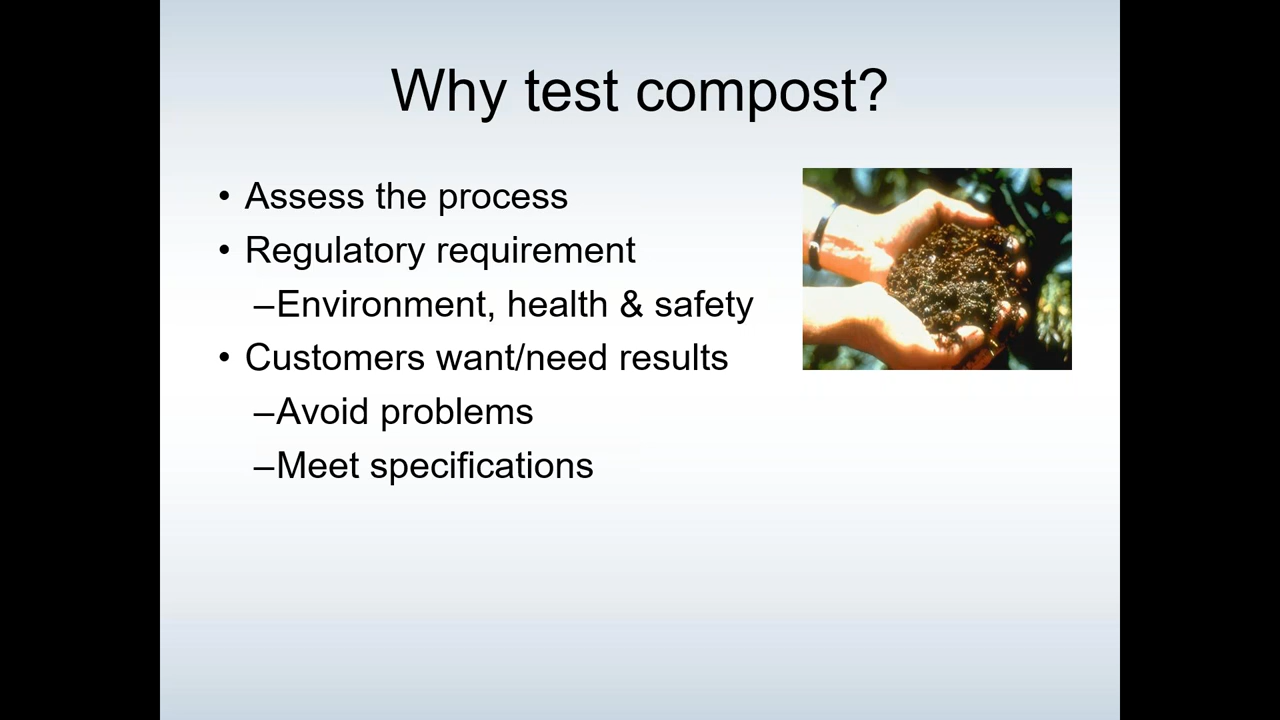 Why test compost?
• Assess the process
• Regulatory requirement
–Environment, health & safety
• Customers want/need results
–Avoid problems
–Meet specifications